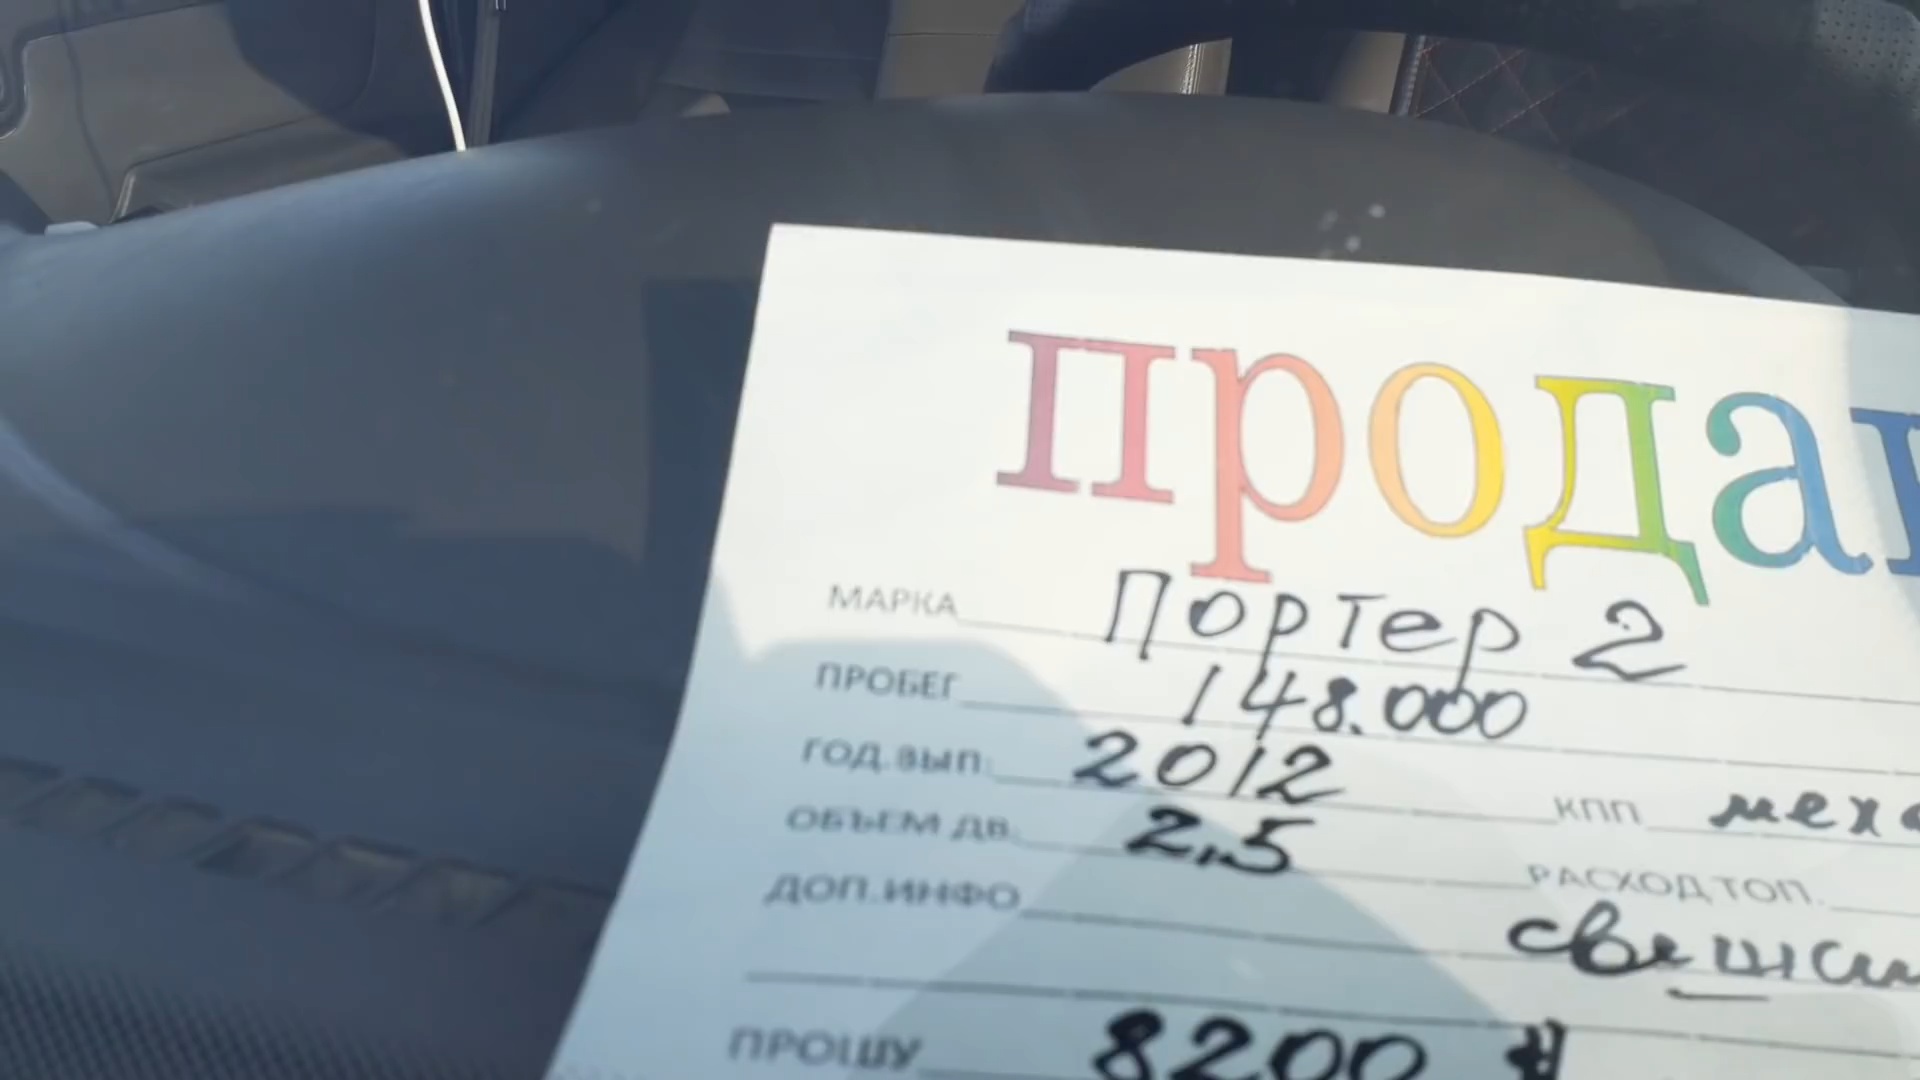 прода
МАРКА Портер 2
ПРОБЕГ 148.000
ГОД.ВЫП: 2012 КПП меха
ОБЪЕМ ДВ. 2,5 РАСХОД ТОП.
ДОП.ИНФО
ПРОШУ 8200